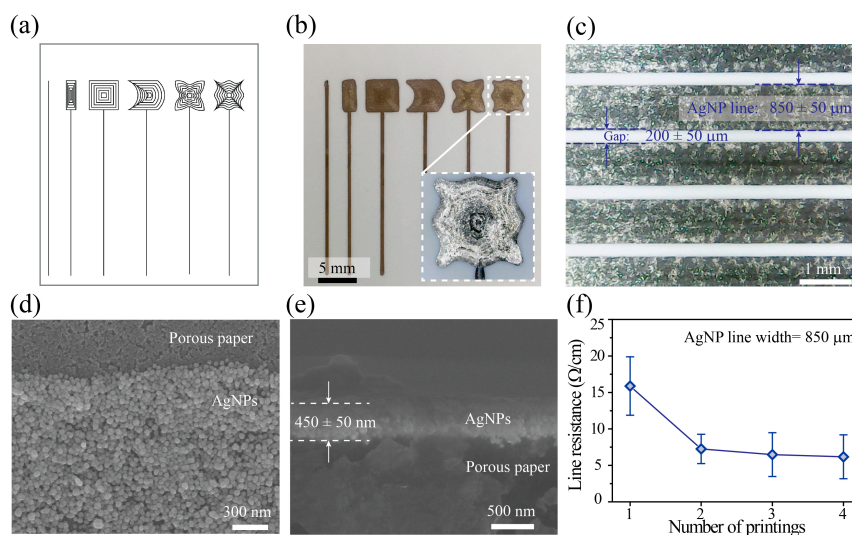 (a)
(b)
5 mm
(c)
AgNP line: 850 ± 50 μm
Gap: 200 ± 50 μm
1 mm
(d)
Porous paper
AgNPs
300 nm
(e)
450 ± 50 nm
AgNPs
Porous paper
500 nm
(f)
AgNP line width= 850 μm
Line resistance (Ω/cm)
25
20
15
10
5
0
1 2 3 4
Number of printings